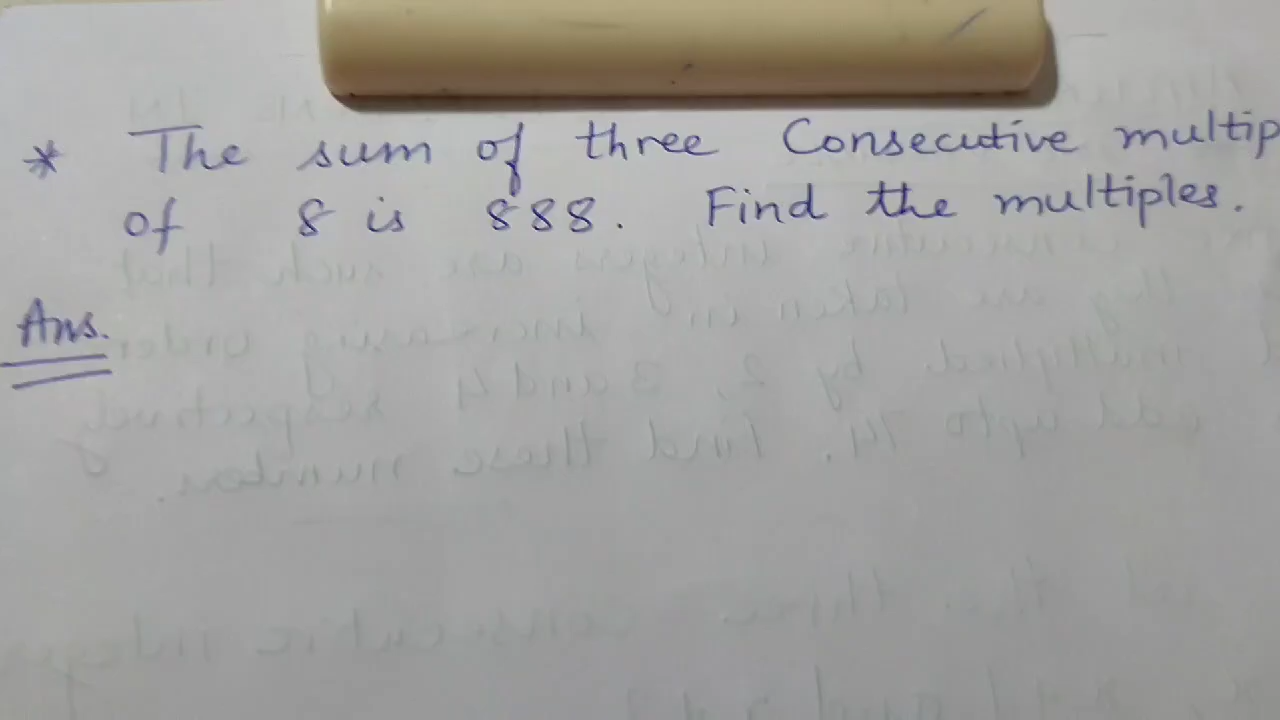 * The sum of three Consecutive multip
of 8 is 888. Find the multiples.
Ans.